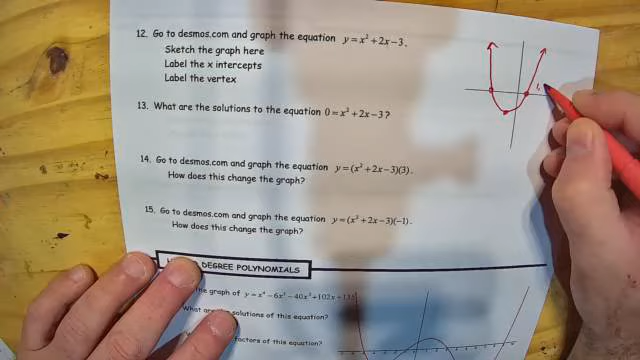 12. Go to desmos.com and graph the equation y = x² + 2x − 3.
Sketch the graph here
Label the x intercepts
Label the vertex
13. What are the solutions to the equation 0 = x² + 2x − 3?
14. Go to desmos.com and graph the equation y = (x² + 2x − 3)(3).
How does this change the graph?
15. Go to desmos.com and graph the equation y = (x² + 2x − 3)(−1).
How does this change the graph?
DEGREE POLYNOMIALS
the graph of y = x⁴ − 6x³ − 40x² + 102x + 135
What are solutions of this equation?
factors of this equation?